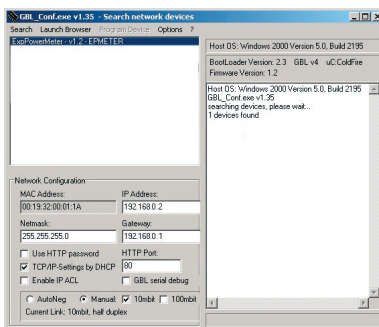 GBL_Conf.exe v1.35 - Search network devices
Search Launch Browser Program Device Options ?
ExpPowerMeter - v1.2 - EPMETER
Host OS: Windows 2000 Version 5.0, Build 2195
BootLoader Version: 2.3 GBL v4 uC:ColdFire
Firmware Version: 1.2
Host OS: Windows 2000 Version 5.0, Build 2195
GBL_Conf.exe v1.35
searching devices, please wait...
1 devices found
Network Configuration
MAC Address: IP Address:
00:19:32:00:01:1A 192.168.0.2
Netmask: Gateway:
255.255.255.0 192.168.0.1
Use HTTP password HTTP Port:
TCP/IP-Settings by DHCP 80
Enable IP ACL GBL serial debug
AutoNeg Manual 10mbit 100mbit
Current Link: 10mbit, half duplex